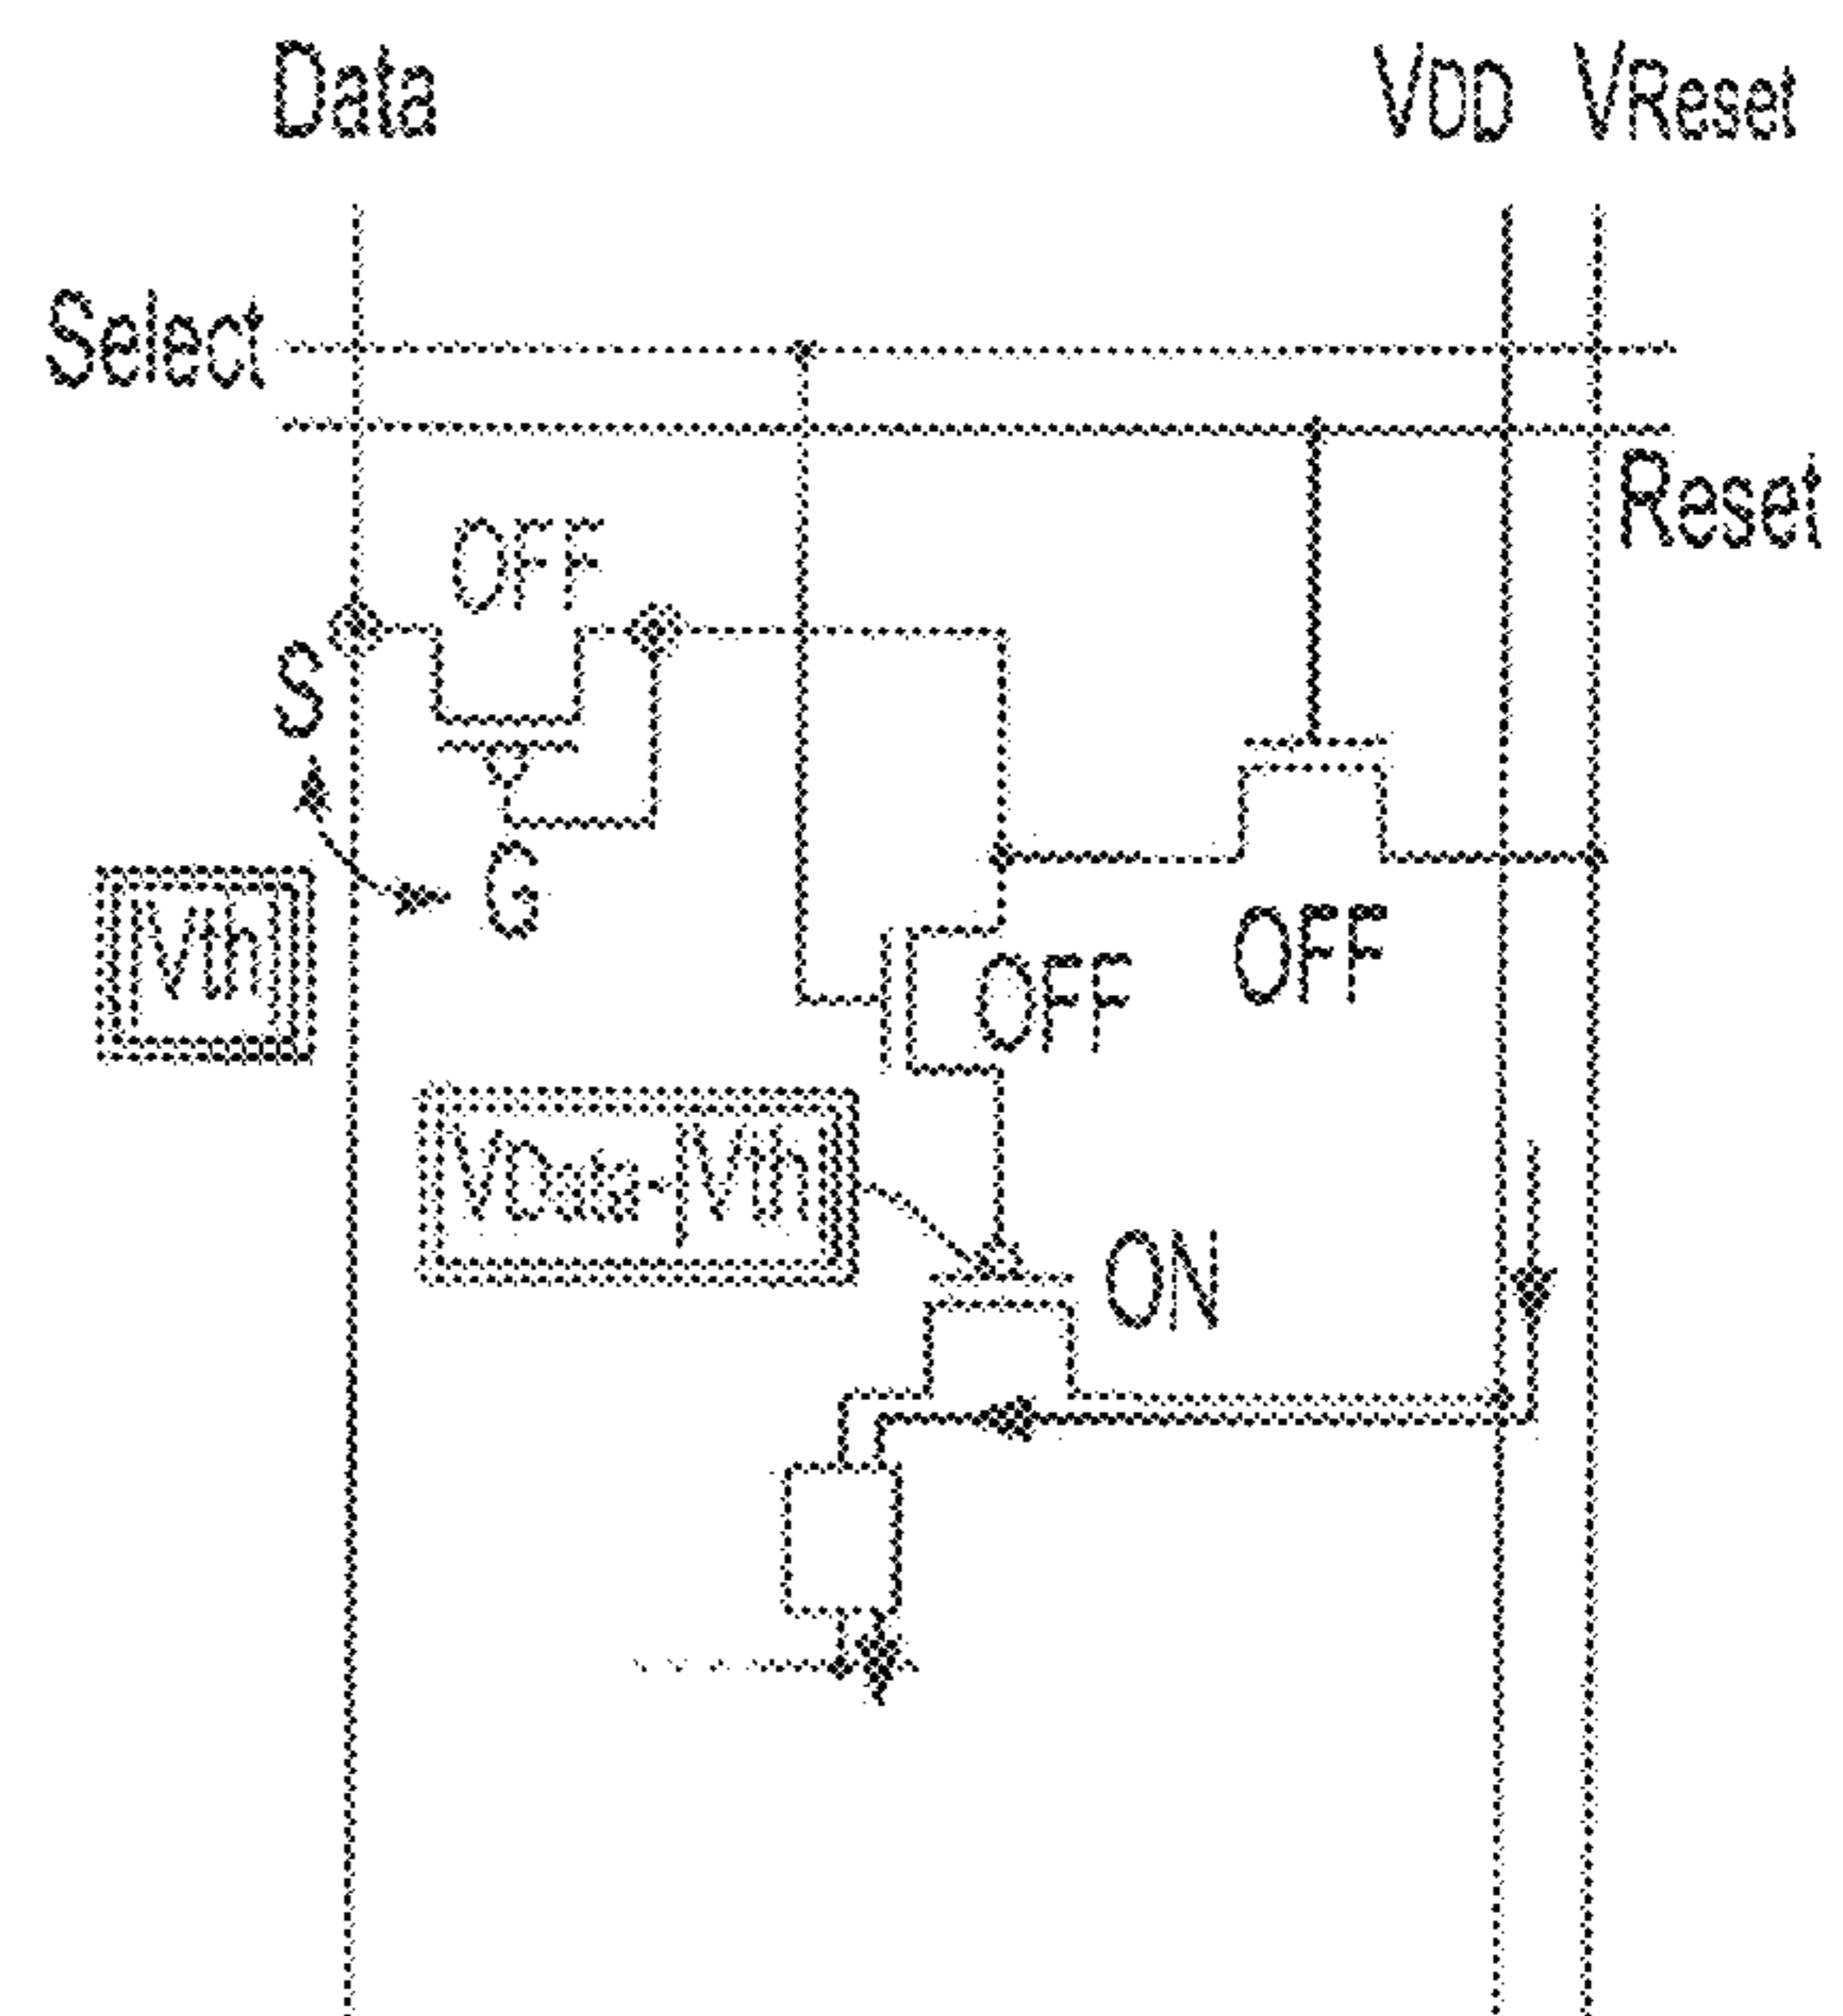 Data
VDD VReset
Select
Reset
OFF
S
G
|Vth|
OFF
OFF
VData-|Vth|
ON